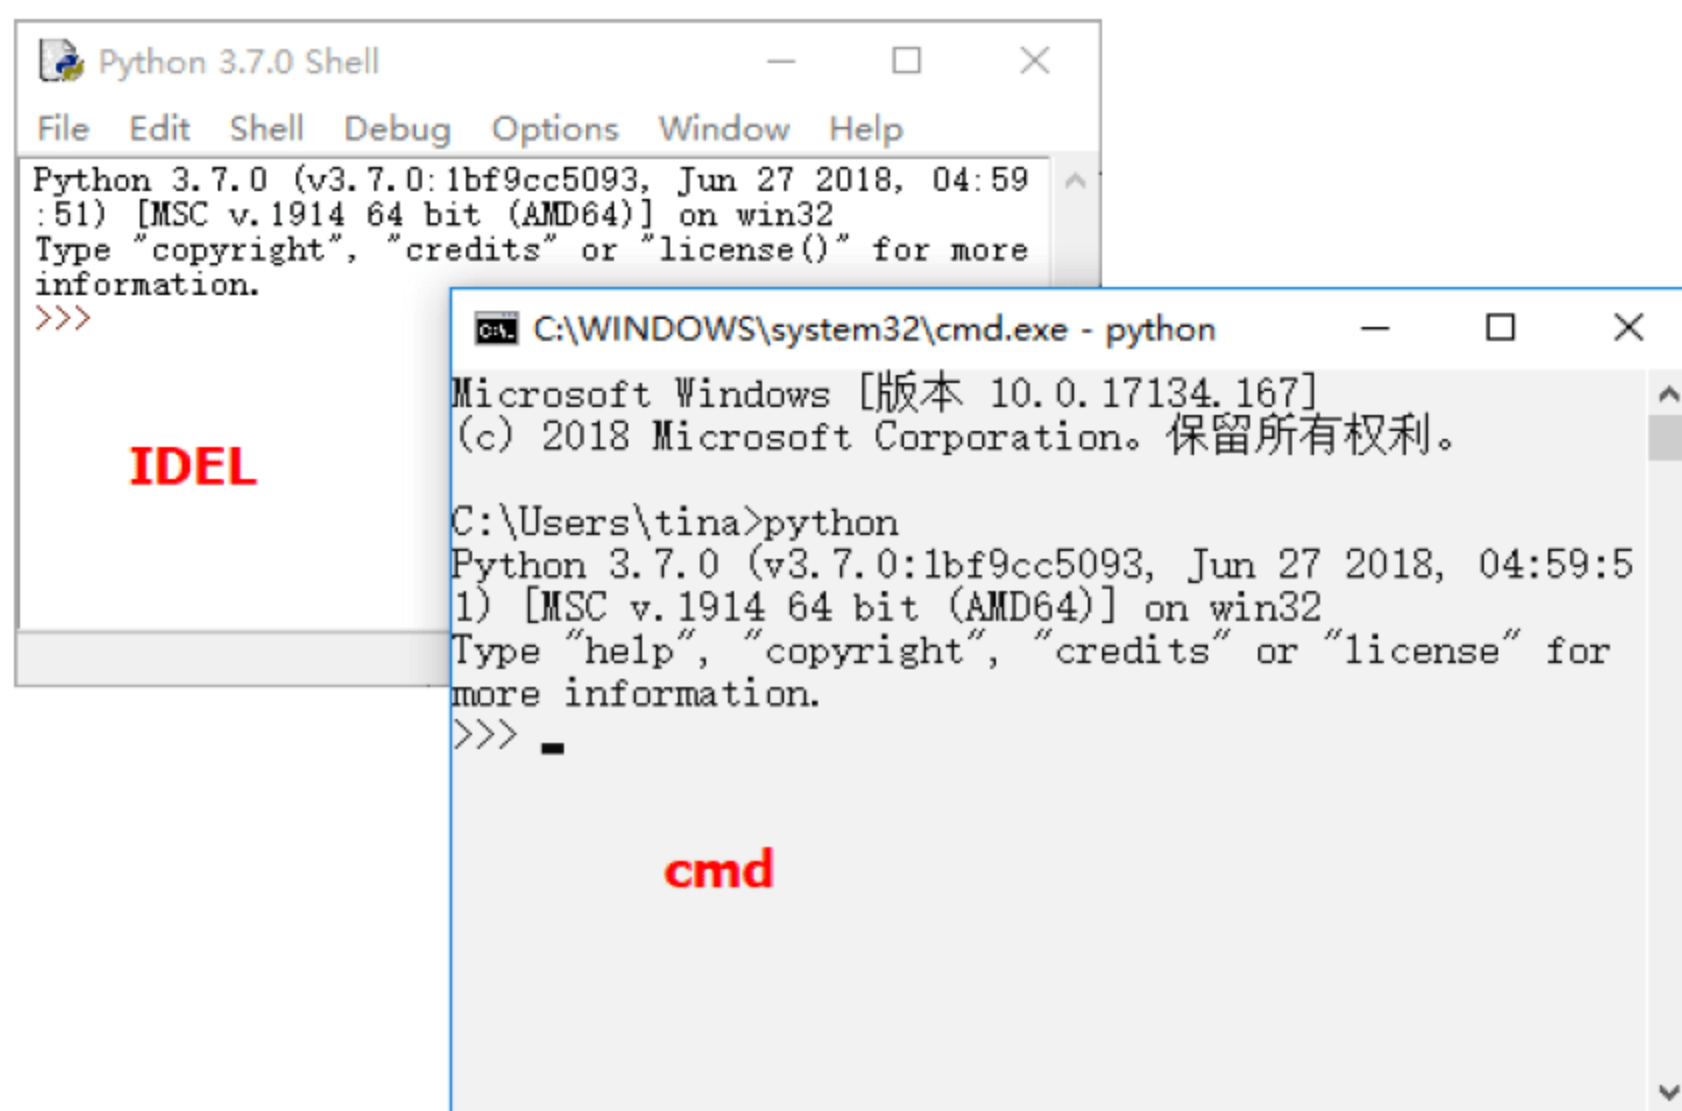 Python 3.7.0 Shell
File Edit Shell Debug Options Window Help
Python 3.7.0 (v3.7.0:1bf9cc5093, Jun 27 2018, 04:59
:51) [MSC v.1914 64 bit (AMD64)] on win32
Type "copyright", "credits" or "license()" for more
information.
>>>
IDEL
C:\WINDOWS\system32\cmd.exe - python
Microsoft Windows [版本 10.0.17134.167]
(c) 2018 Microsoft Corporation。保留所有权利。
C:\Users\tina>python
Python 3.7.0 (v3.7.0:1bf9cc5093, Jun 27 2018, 04:59:5
1) [MSC v.1914 64 bit (AMD64)] on win32
Type "help", "copyright", "credits" or "license" for
more information.
>>>
cmd